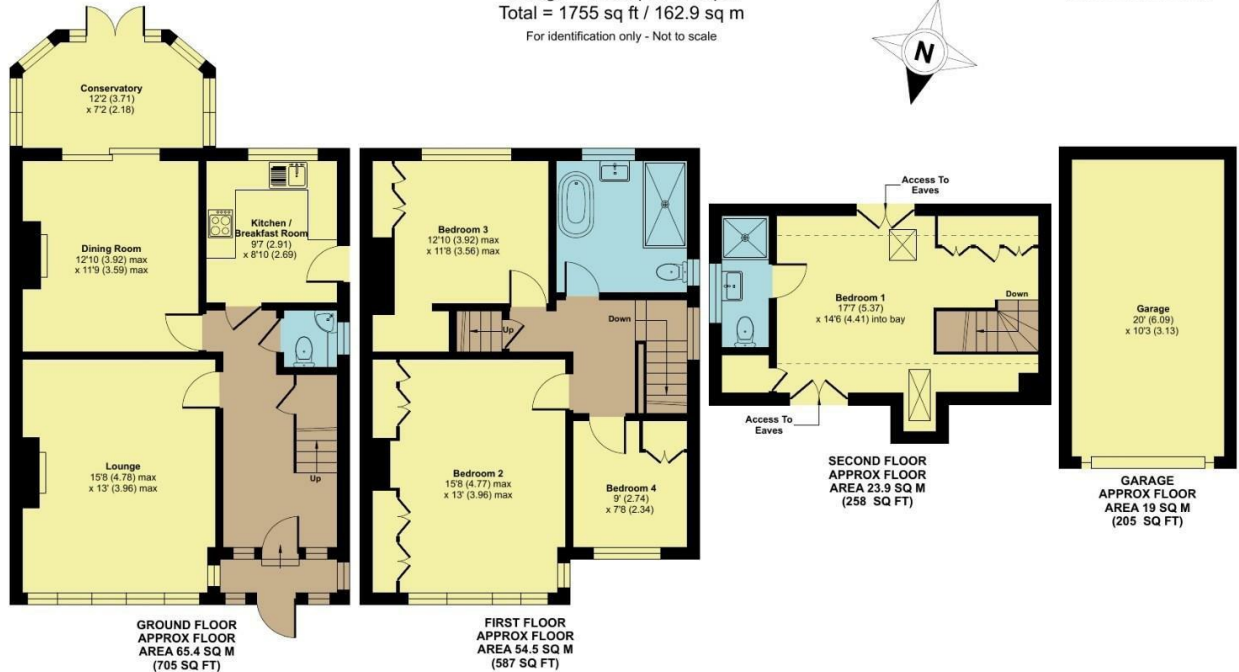 Total = 1755 sq ft / 162.9 sq m
For identification only - Not to scale
N
Conservatory
12'2 (3.71)
x 7'2 (2.18)
Dining Room
12'10 (3.92) max
x 11'9 (3.59) max
Kitchen /
Breakfast Room
9'7 (2.91)
x 8'10 (2.69)
Lounge
15'8 (4.78) max
x 13' (3.96) max
Up
GROUND FLOOR
APPROX FLOOR
AREA 65.4 SQ M
(705 SQ FT)
Bedroom 3
12'10 (3.92) max
x 11'8 (3.56) max
Up
Down
Bedroom 2
15'8 (4.77) max
x 13' (3.96) max
Bedroom 4
9' (2.74)
x 7'8 (2.34)
FIRST FLOOR
APPROX FLOOR
AREA 54.5 SQ M
(587 SQ FT)
Access To
Eaves
Bedroom 1
17'7 (5.37)
x 14'6 (4.41) into bay
Down
Access To
Eaves
SECOND FLOOR
APPROX FLOOR
AREA 23.9 SQ M
(258 SQ FT)
Garage
20' (6.09)
x 10'3 (3.13)
GARAGE
APPROX FLOOR
AREA 19 SQ M
(205 SQ FT)